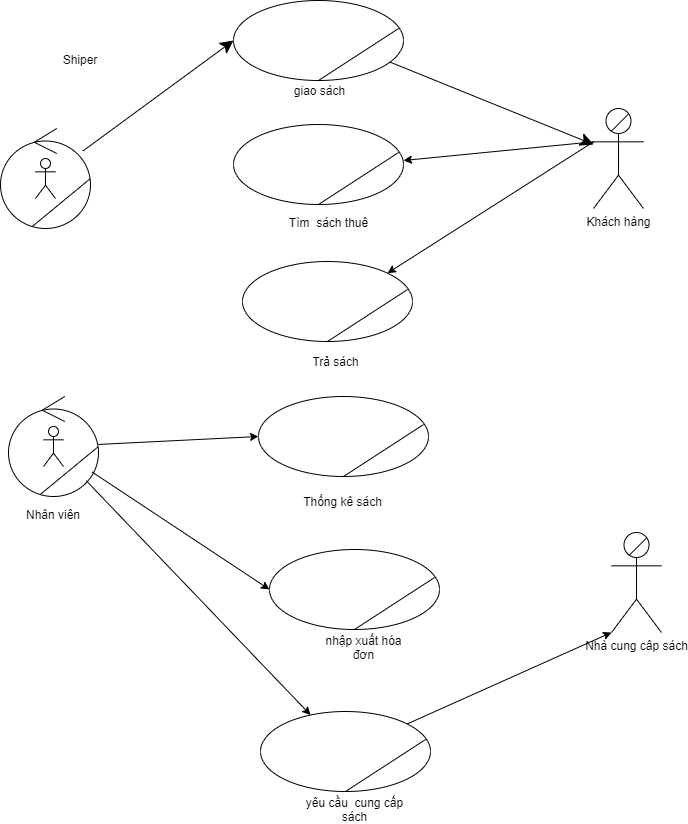 Shiper
giao sách
Tìm  sách thuê
Khách hàng
Trả sách
Thống kê sách
Nhân viên
nhập xuất hóa
đơn
Nhà cung câp sách
yêu cầu  cung cấp
sách